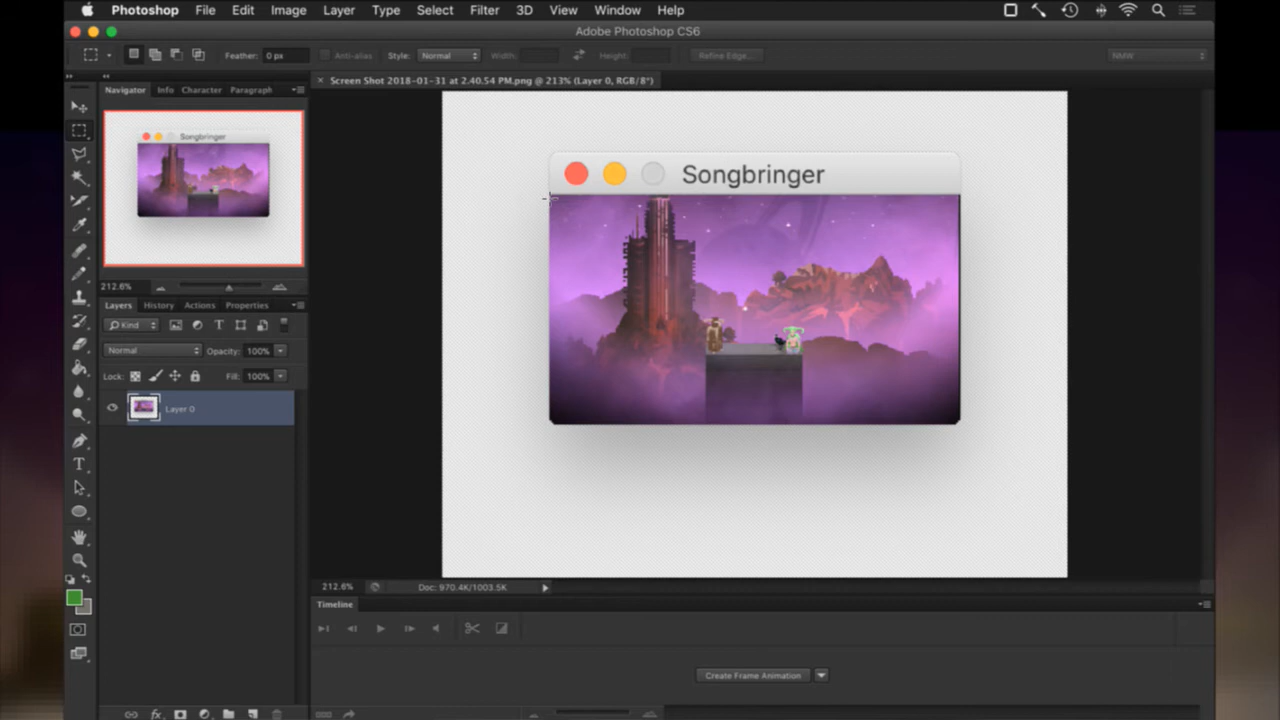 Photoshop File Edit Image Layer Type Select Filter 3D View Window Help
Adobe Photoshop CS6
Feather: 0 px Anti-alias Style: Normal Width: Height: Refine Edge... NMW
× Screen Shot 2018-01-31 at 2.40.54 PM.png @ 213% (Layer 0, RGB/8*)
Navigator Info Character Paragraph
Songbringer
Songbringer
212.6%
Layers History Actions Properties
Kind
Normal Opacity: 100%
Lock: Fill: 100%
Layer 0
212.6% Doc: 970.4K/1003.5K
Timeline
Create Frame Animation